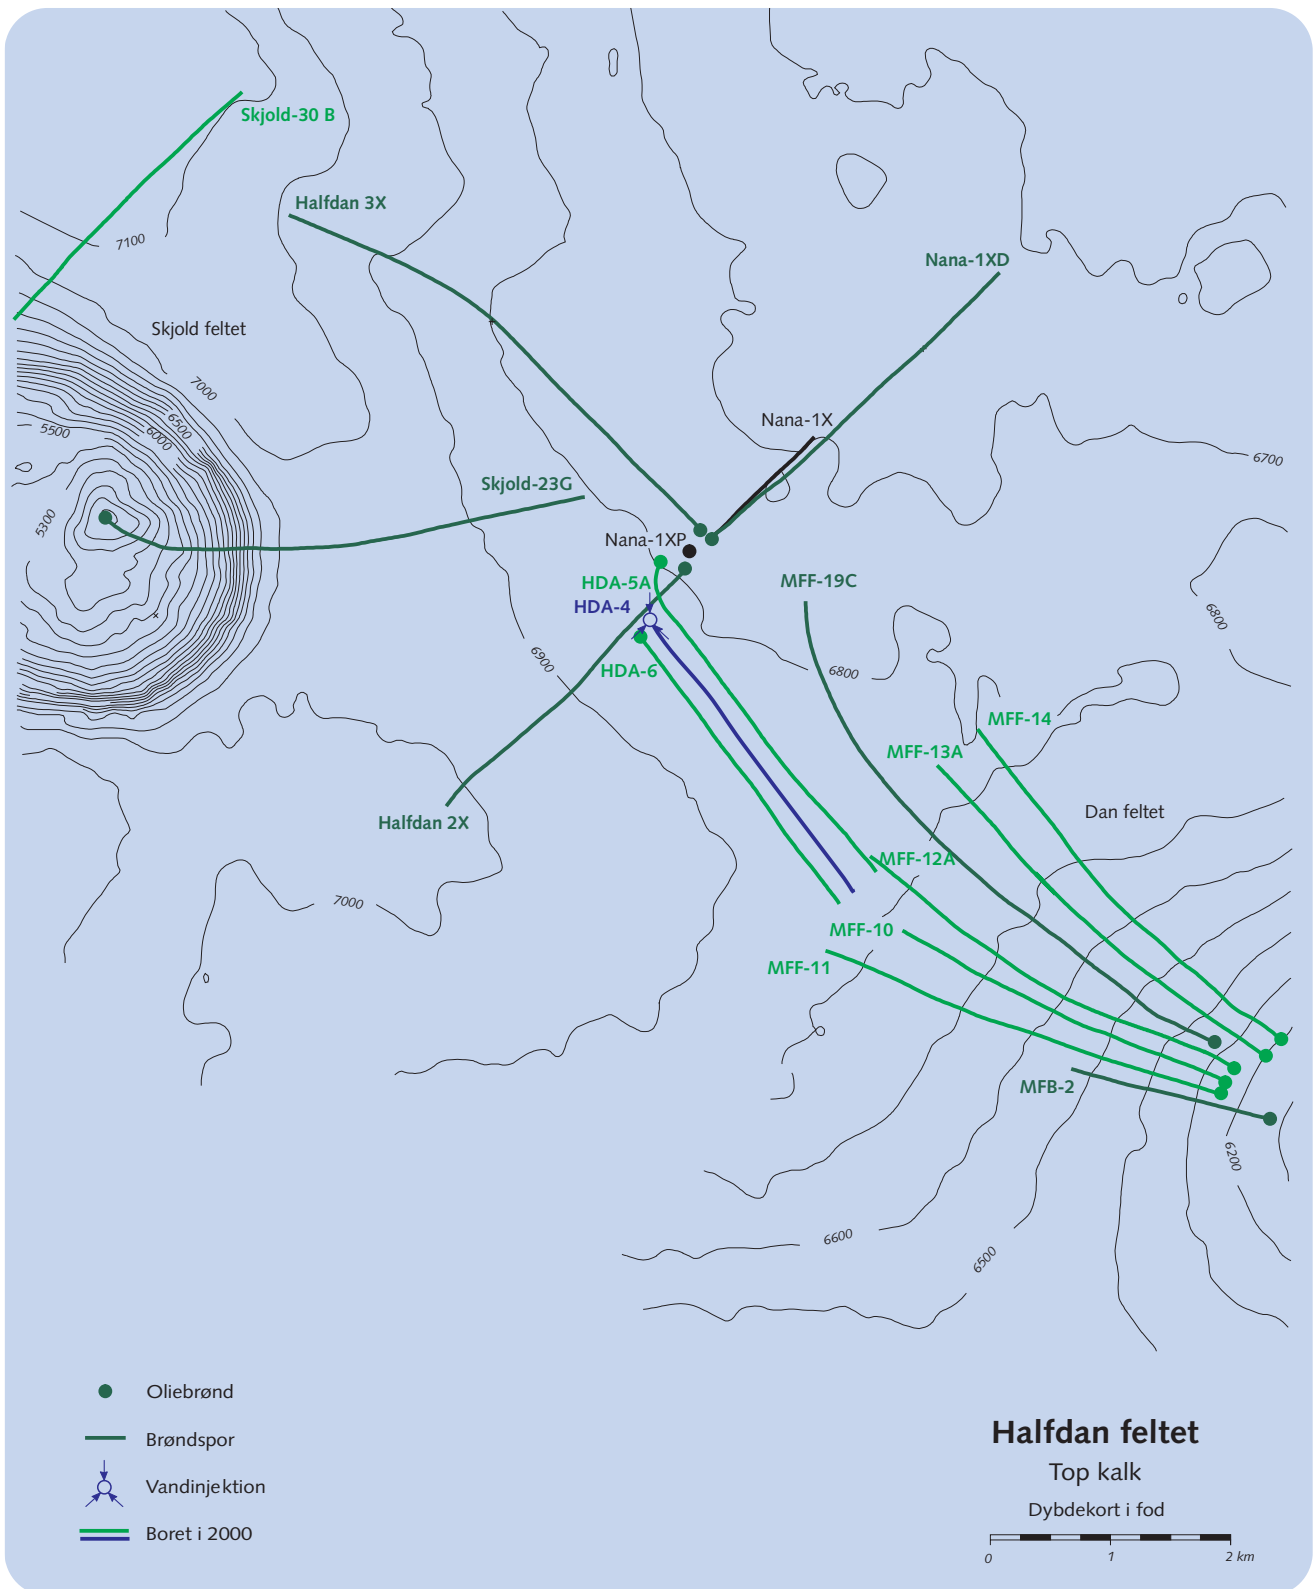 Skjold-30 B
Halfdan 3X
7100
Nana-1XD
Skjold feltet
7000
6500
6000
5500
Nana-1X
6700
Skjold-23G
5300
Nana-1XP
HDA-5A
MFF-19C
HDA-4
6800
6900
HDA-6
6800
MFF-14
MFF-13A
Dan feltet
Halfdan 2X
MFF-12A
7000
MFF-10
MFF-11
MFB-2
6200
6600
6500
Oliebrønd
Brøndspor
Vandinjektion
Boret i 2000
Halfdan feltet
Top kalk
Dybdekort i fod
0 1 2 km